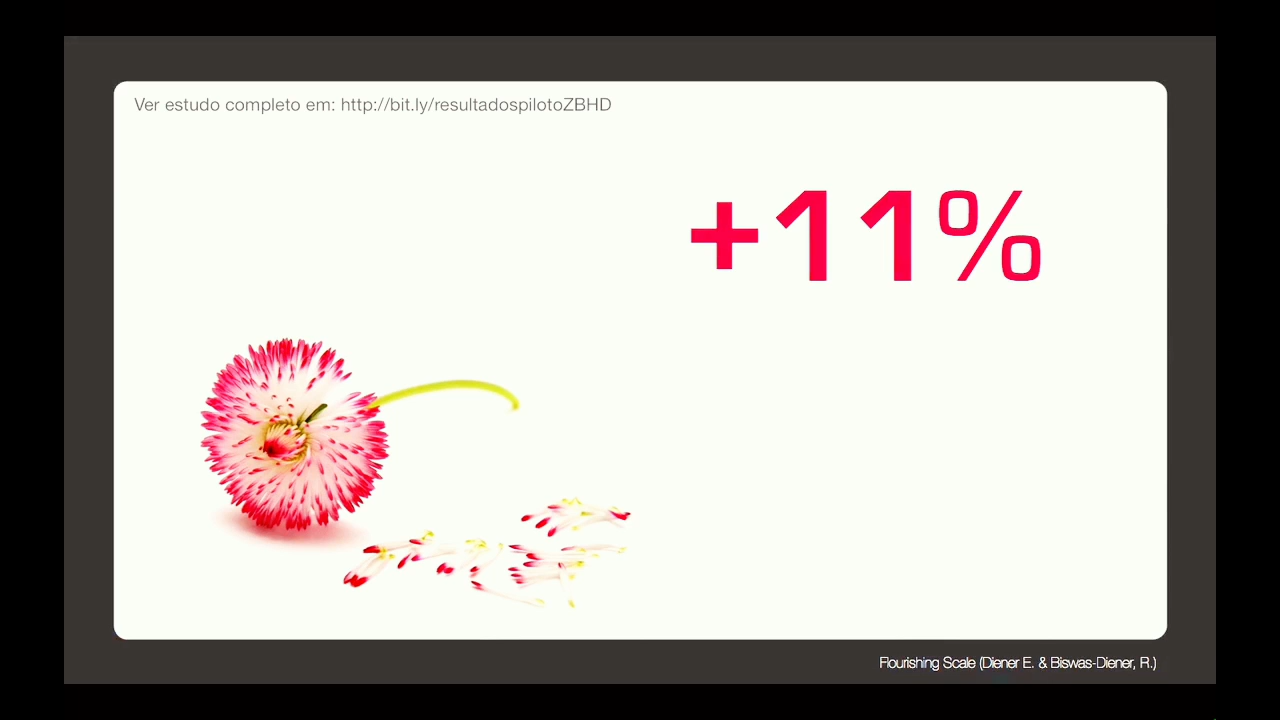 Ver estudo completo em: http://bit.ly/resultadospilotoZBHD
+11%
Flourishing Scale (Diener E. & Biswas-Diener, R.)